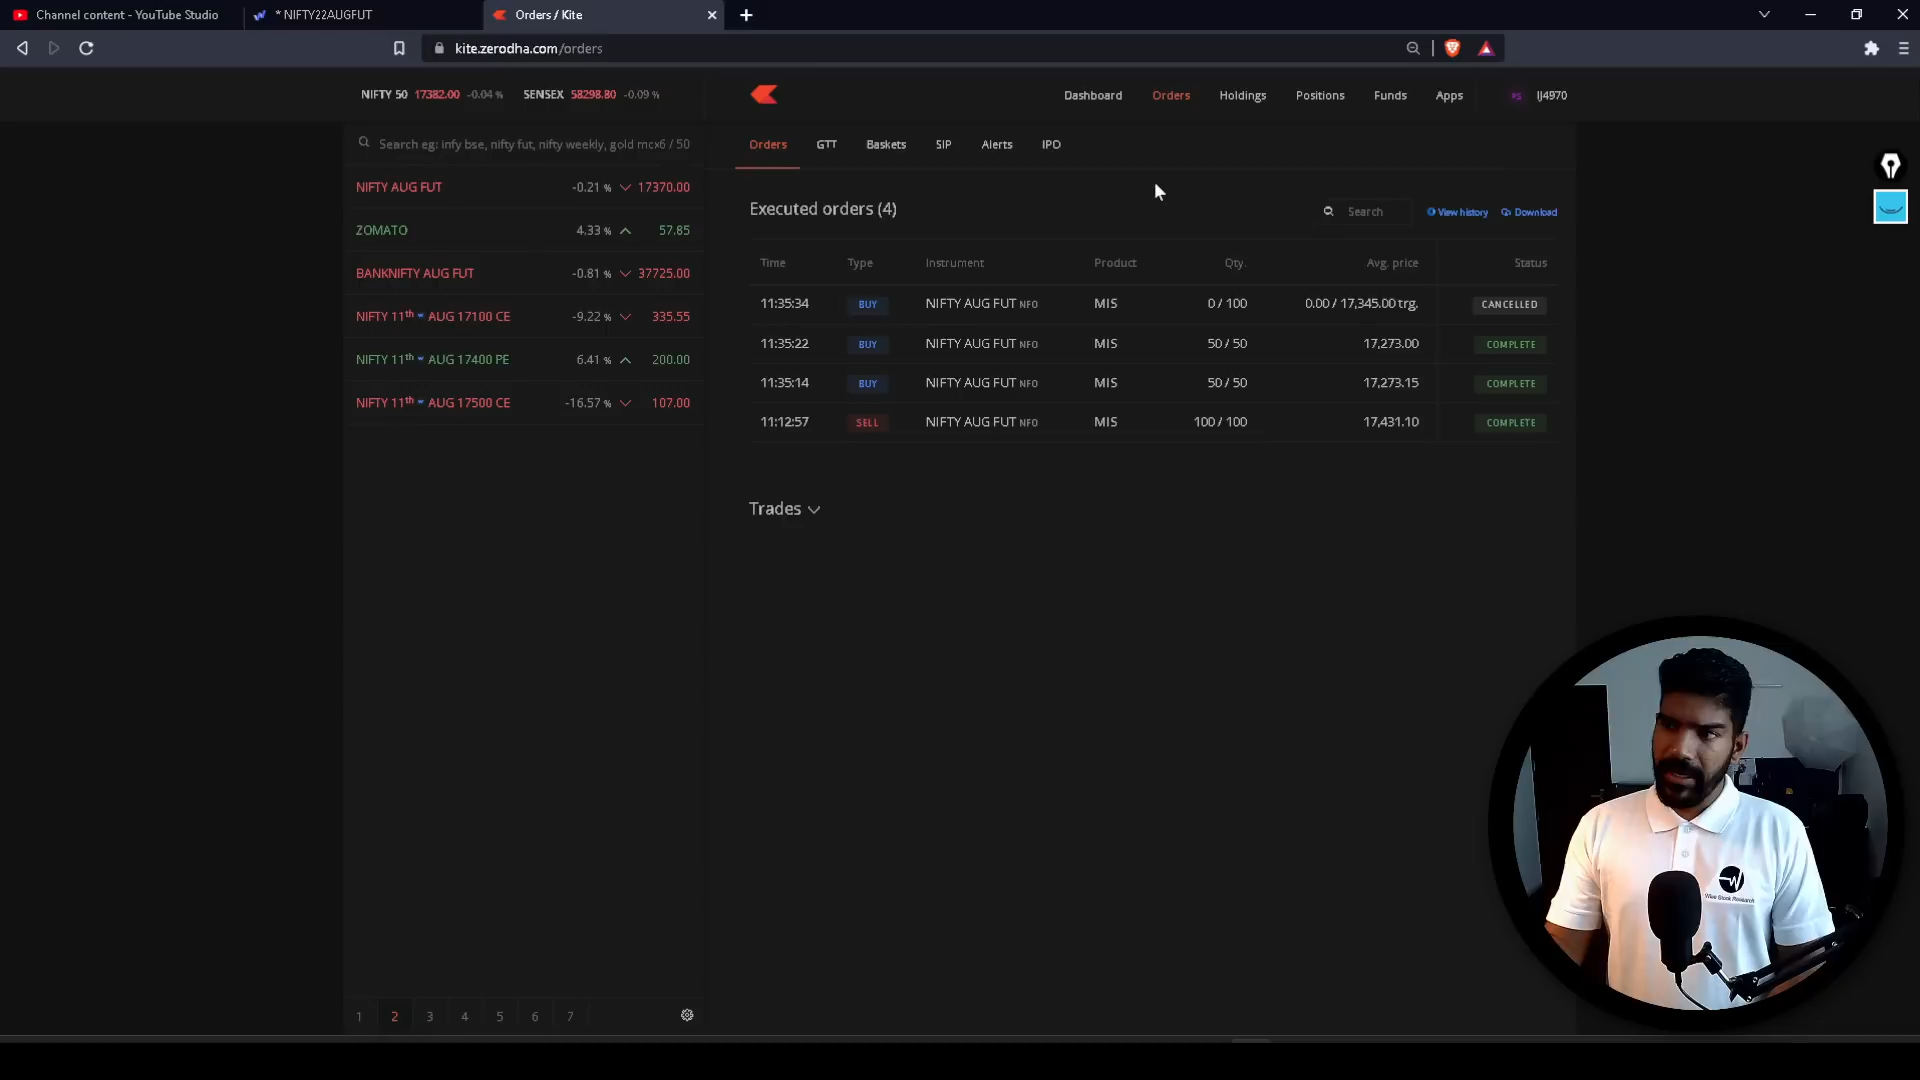 Channel content - YouTube Studio
* NIFTY22AUGFUT
Orders / Kite
kite.zerodha.com/orders
NIFTY 50 17382.00 -0.04 % SENSEX 58298.80 -0.09 %
Dashboard Orders Holdings Positions Funds Apps IJ4970
Search eg: infy bse, nifty fut, nifty weekly, gold mcx 6 / 50
Orders GTT Baskets SIP Alerts IPO
NIFTY AUG FUT -0.21 % 17370.00
ZOMATO 4.33 % 57.85
BANKNIFTY AUG FUT -0.81 % 37725.00
NIFTY 11th w AUG 17100 CE -9.22 % 335.55
NIFTY 11th w AUG 17400 PE 6.41 % 200.00
NIFTY 11th w AUG 17500 CE -16.57 % 107.00
Executed orders (4)
Search View history Download
Time Type Instrument Product Qty. Avg. price Status
11:35:34 BUY NIFTY AUG FUT NFO MIS 0 / 100 0.00 / 17,345.00 trg. CANCELLED
11:35:22 BUY NIFTY AUG FUT NFO MIS 50 / 50 17,273.00 COMPLETE
11:35:14 BUY NIFTY AUG FUT NFO MIS 50 / 50 17,273.15 COMPLETE
11:12:57 SELL NIFTY AUG FUT NFO MIS 100 / 100 17,431.10 COMPLETE
Trades
1 2 3 4 5 6 7
Wise Stock Research